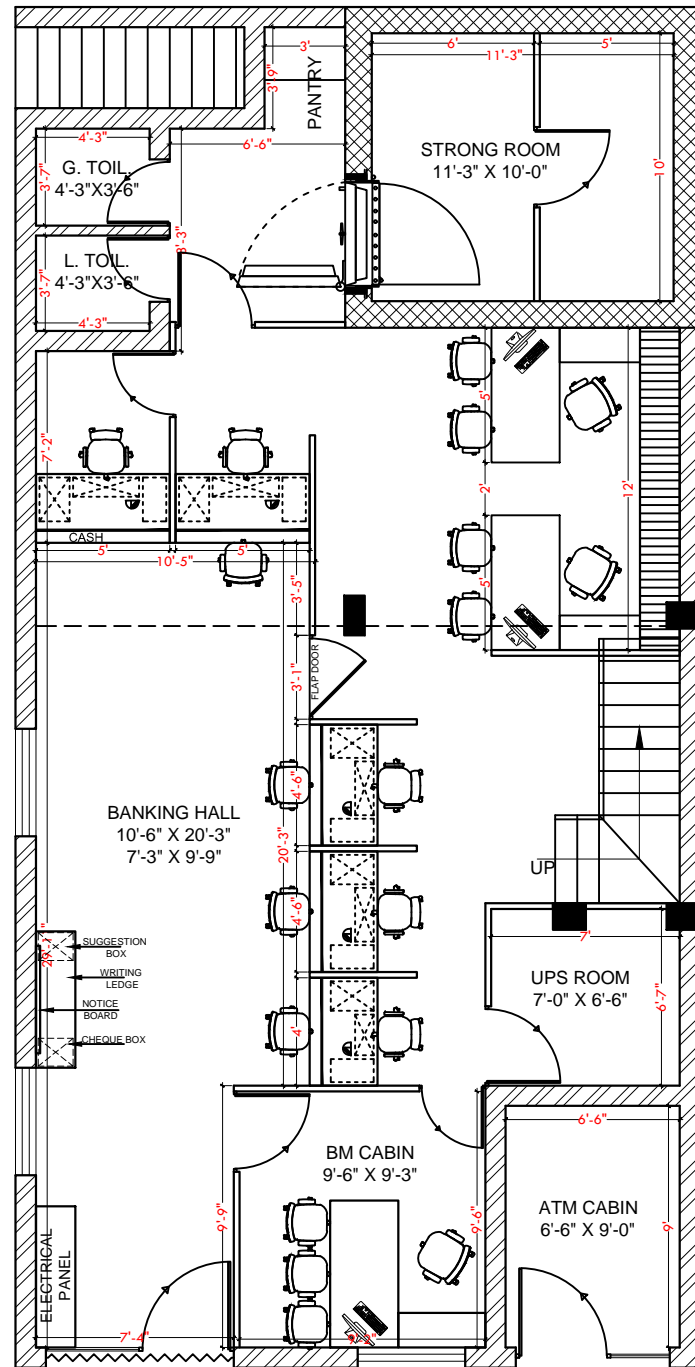 3'
6'
5'
11'-3"
3'-9"
PANTRY
4'-3"
6'-6"
G. TOIL.
4'-3"X3'-6"
3'-7"
STRONG ROOM
11'-3" X 10'-0"
10'
L. TOIL.
4'-3"X3'-6"
3'-7"
4'-3"
7'-2"
5'
2'
12'
5'
CASH
5'
5'
10'-5"
3'-5"
FLAP DOOR
3'-1"
4'-6"
BANKING HALL
10'-6" X 20'-3"
7'-3" X 9'-9"
20'-3"
UP
4'-6"
7'
SUGGESTION
BOX
WRITING
LEDGE
NOTICE
BOARD
CHEQUE BOX
UPS ROOM
7'-0" X 6'-6"
6'-7"
4'
6'-6"
BM CABIN
9'-6" X 9'-3"
ATM CABIN
6'-6" X 9'-0"
9'-9"
9'-6"
9'
ELECTRICAL
PANEL
7'-4"